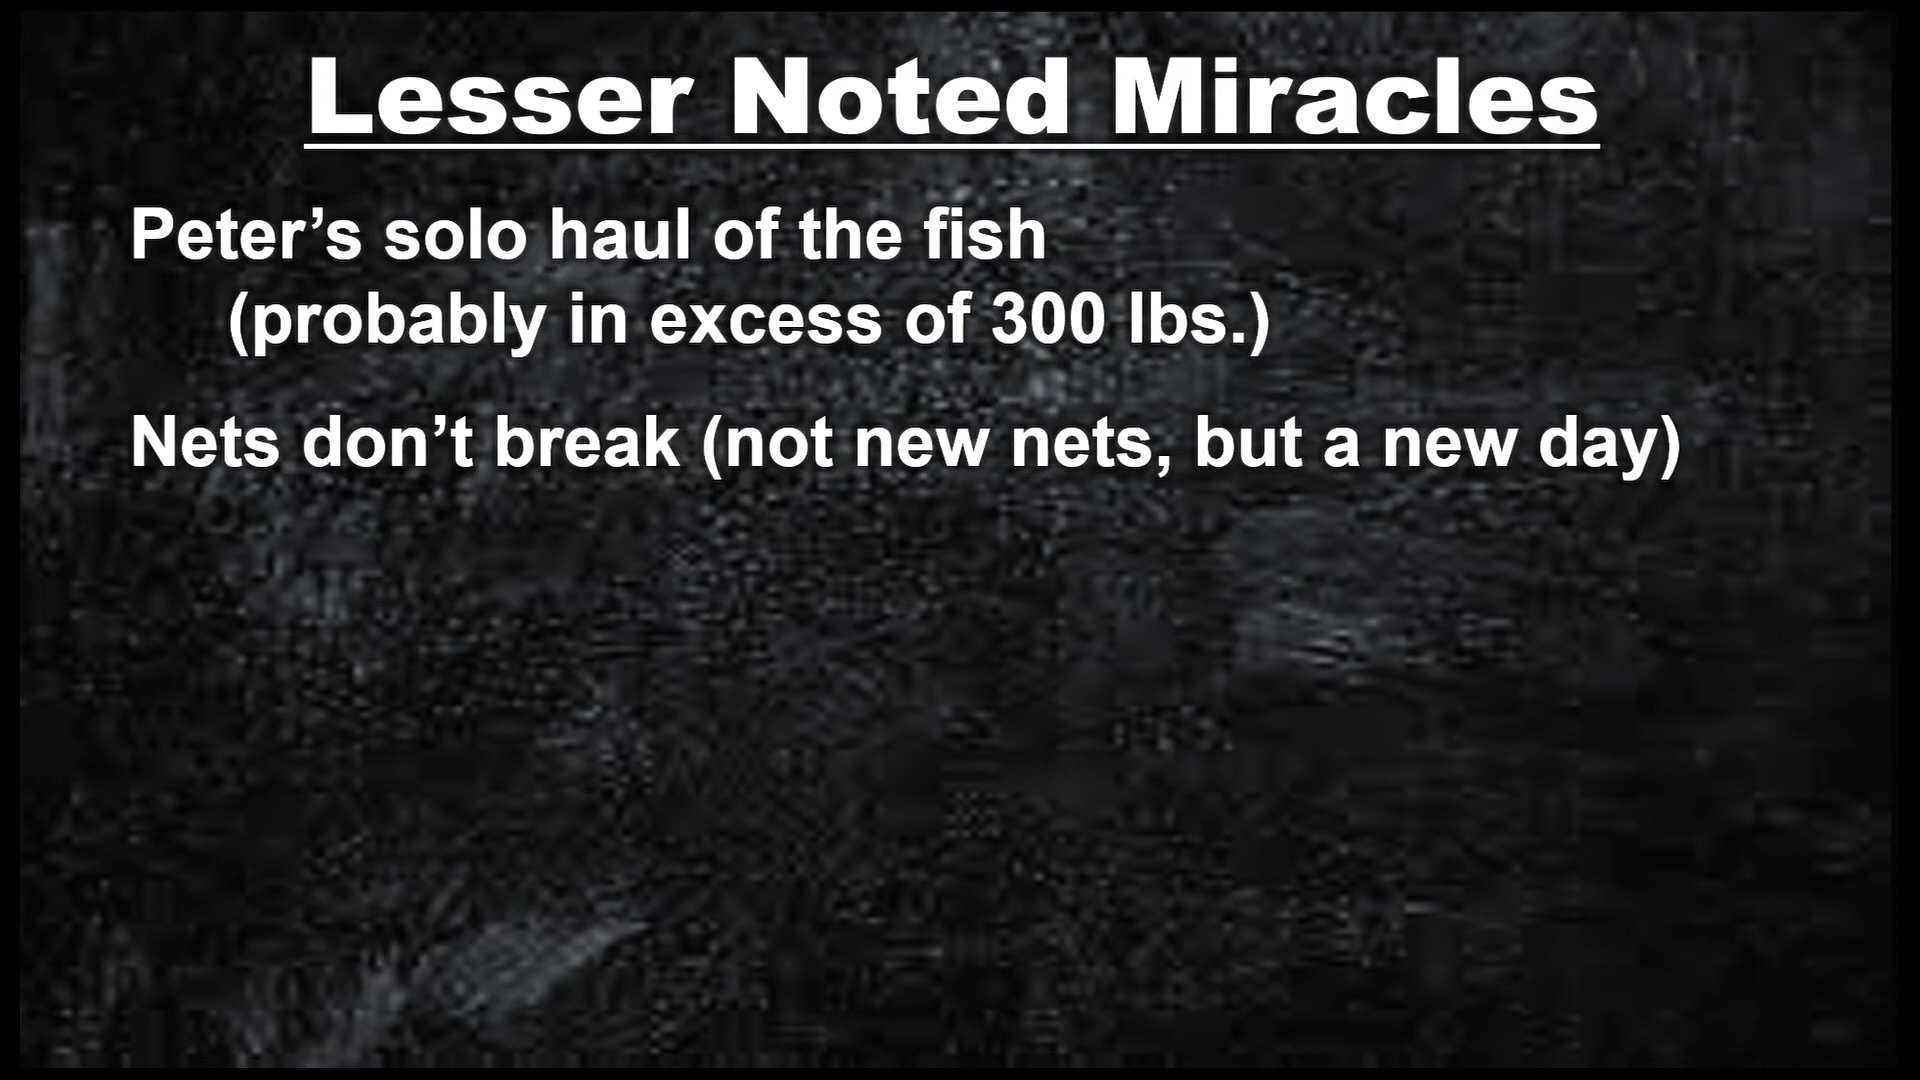 Lesser Noted Miracles
Peter’s solo haul of the fish
(probably in excess of 300 lbs.)
Nets don’t break (not new nets, but a new day)